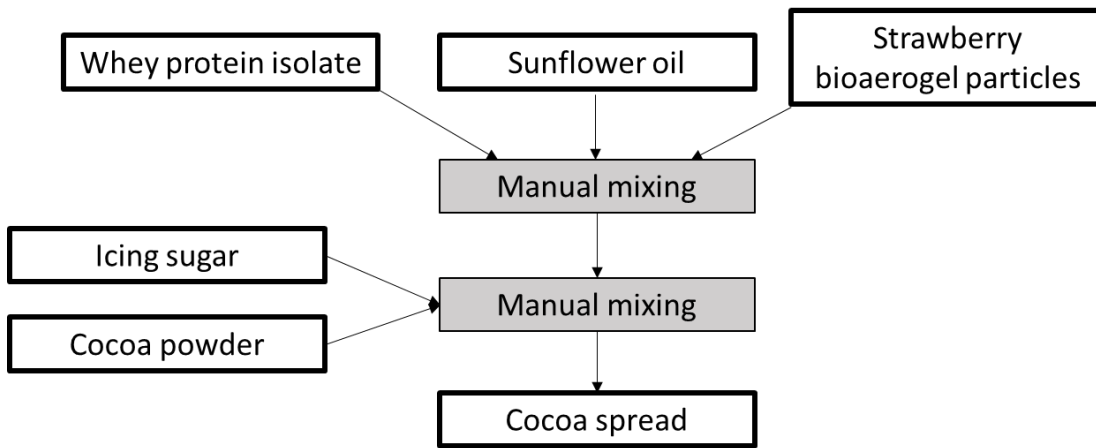 Whey protein isolate
Sunflower oil
Strawberry
bioaerogel particles
Manual mixing
Icing sugar
Manual mixing
Cocoa powder
Cocoa spread